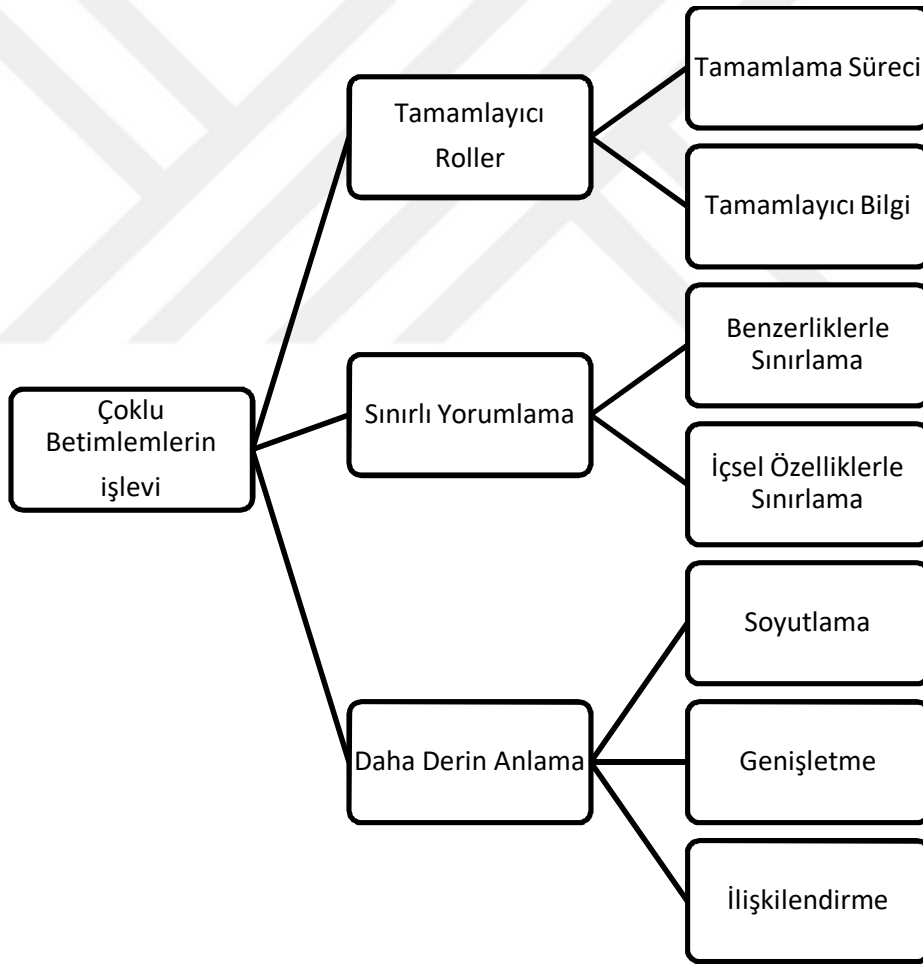 Çoklu
Betimlemlerin
işlevi
Tamamlayıcı
Roller
Tamamlama Süreci
Tamamlayıcı Bilgi
Sınırlı Yorumlama
Benzerliklerle
Sınırlama
İçsel Özelliklerle
Sınırlama
Daha Derin Anlama
Soyutlama
Genişletme
İlişkilendirme